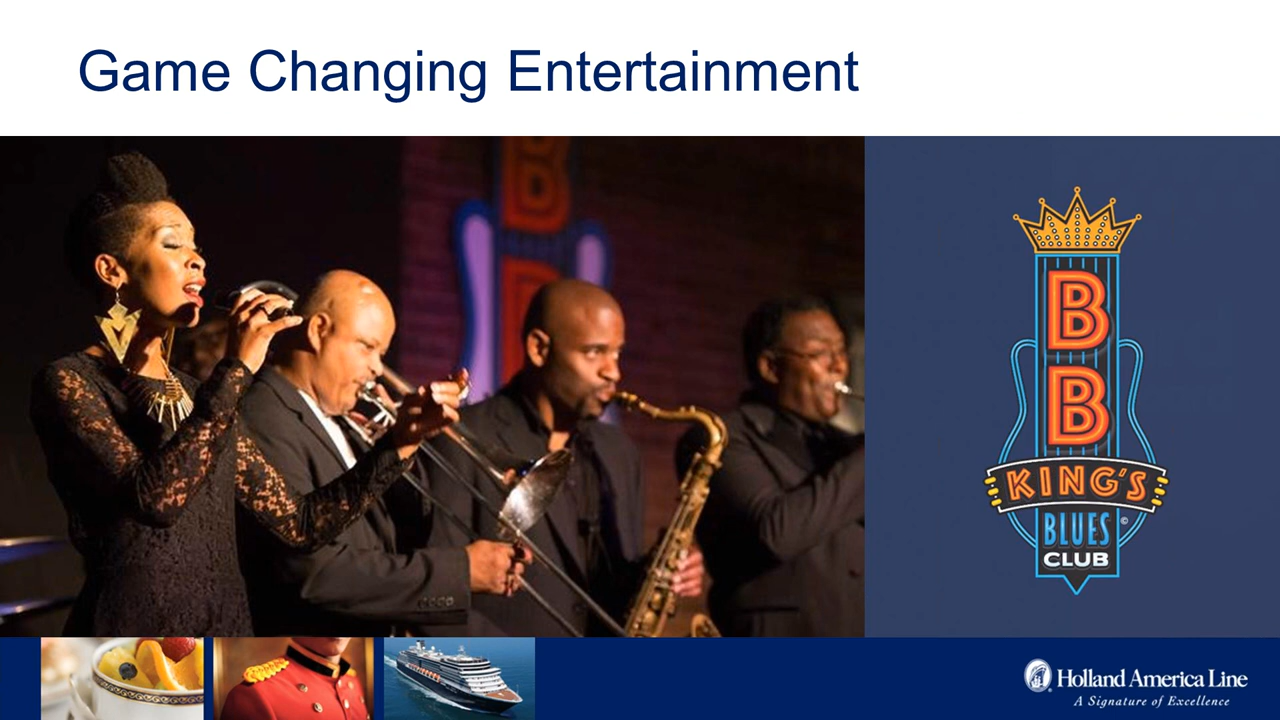 Game Changing Entertainment
B
B
B
B
KING'S
BLUES ©
CLUB
Holland America Line
A Signature of Excellence